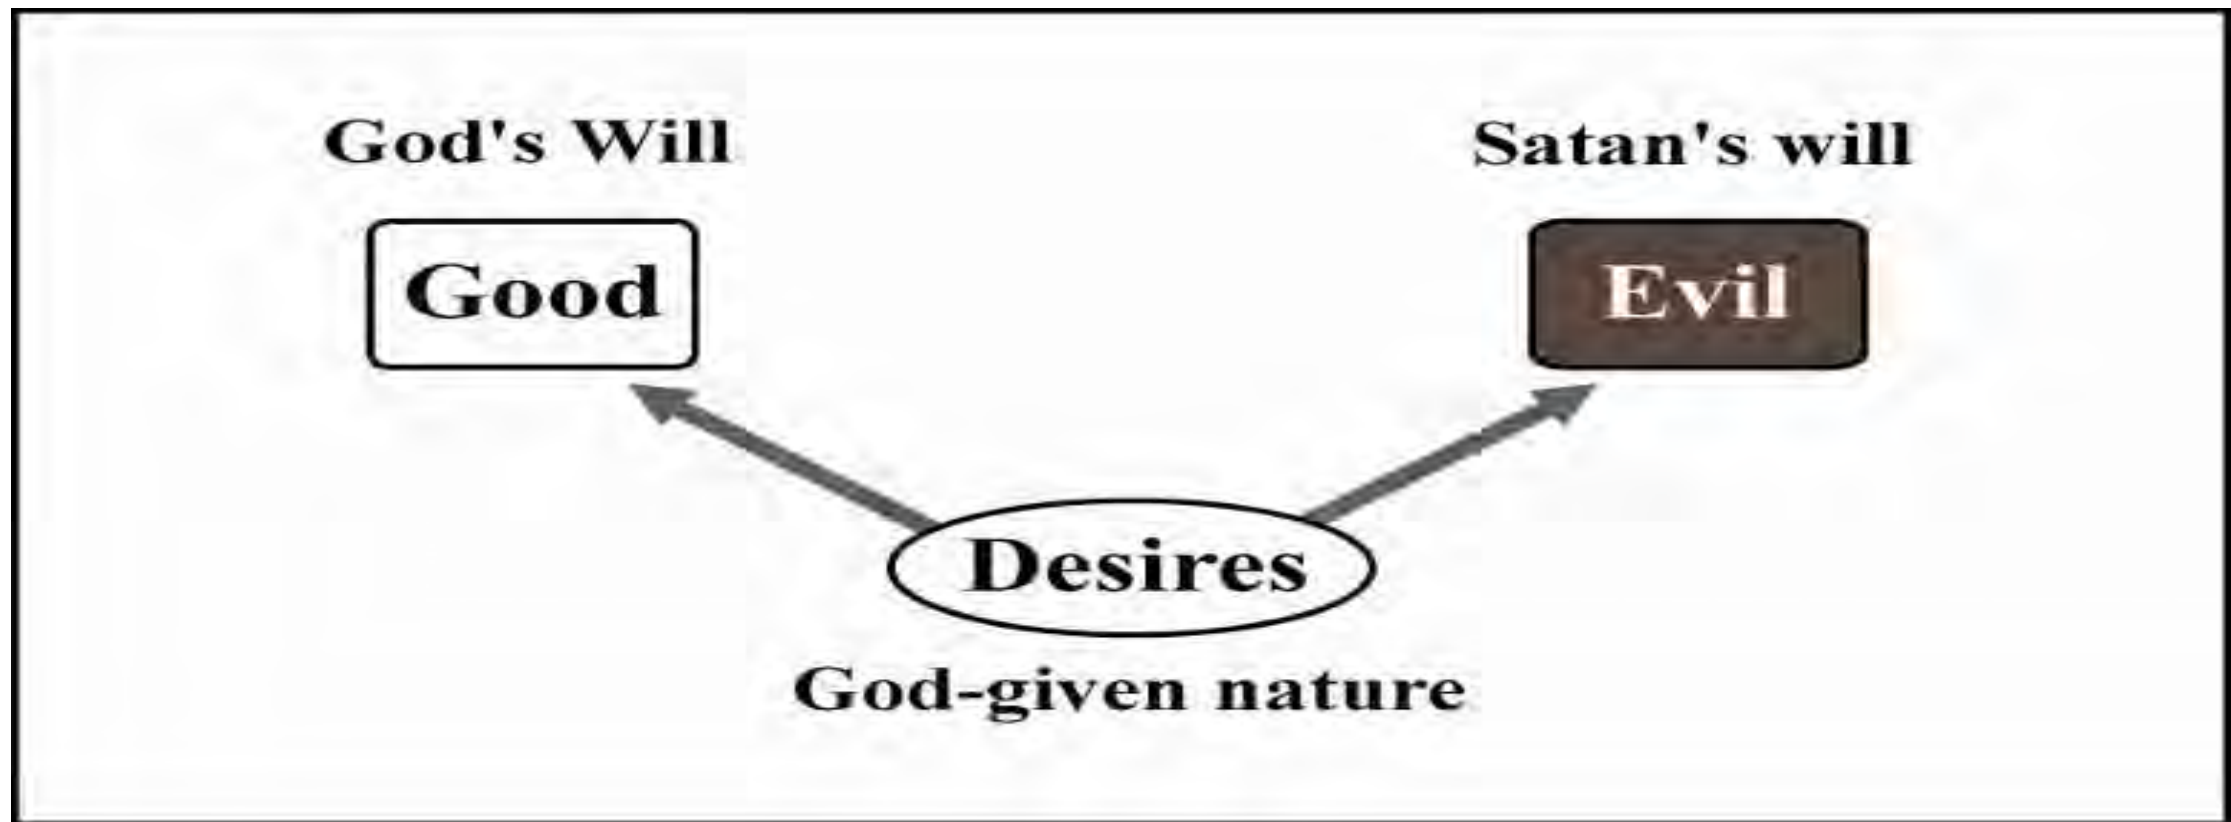 God's Will
Satan's will
Good
Evil
Desires
God-given nature